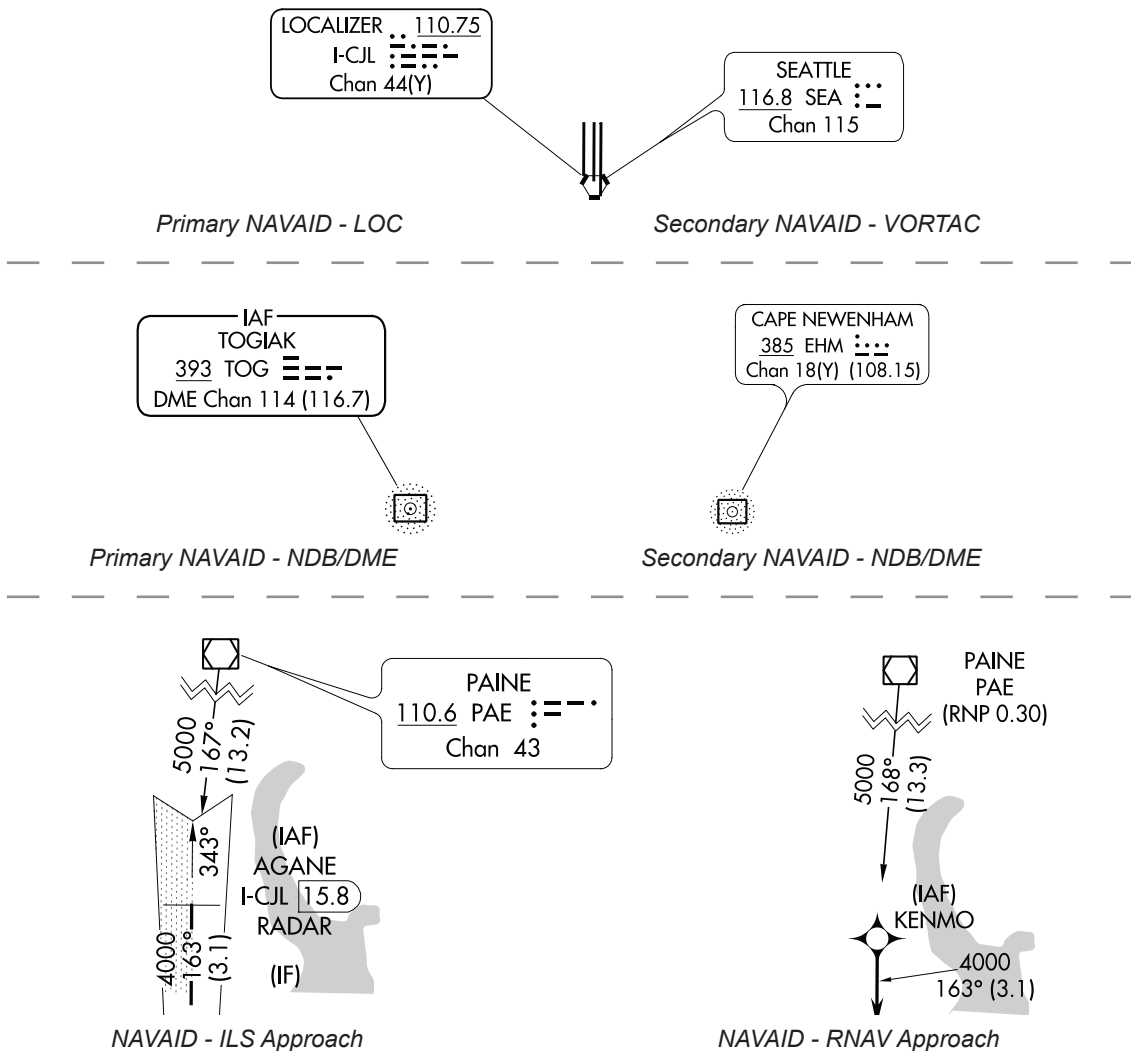 LOCALIZER 110.75
I-CJL
Chan 44(Y)
SEATTLE
116.8 SEA
Chan 115
Primary NAVAID - LOC
Secondary NAVAID - VORTAC
IAF
TOGIAK
393 TOG
DME Chan 114 (116.7)
CAPE NEWENHAM
385 EHM
Chan 18(Y) (108.15)
Primary NAVAID - NDB/DME
Secondary NAVAID - NDB/DME
5000
167°
(13.2)
PAINE
110.6 PAE
Chan 43
343°
(IAF)
AGANE
I-CJL 15.8
RADAR
(IF)
4000
163°
(3.1)
NAVAID - ILS Approach
PAINE
PAE
(RNP 0.30)
5000
168°
(13.3)
(IAF)
KENMO
4000
163° (3.1)
NAVAID - RNAV Approach